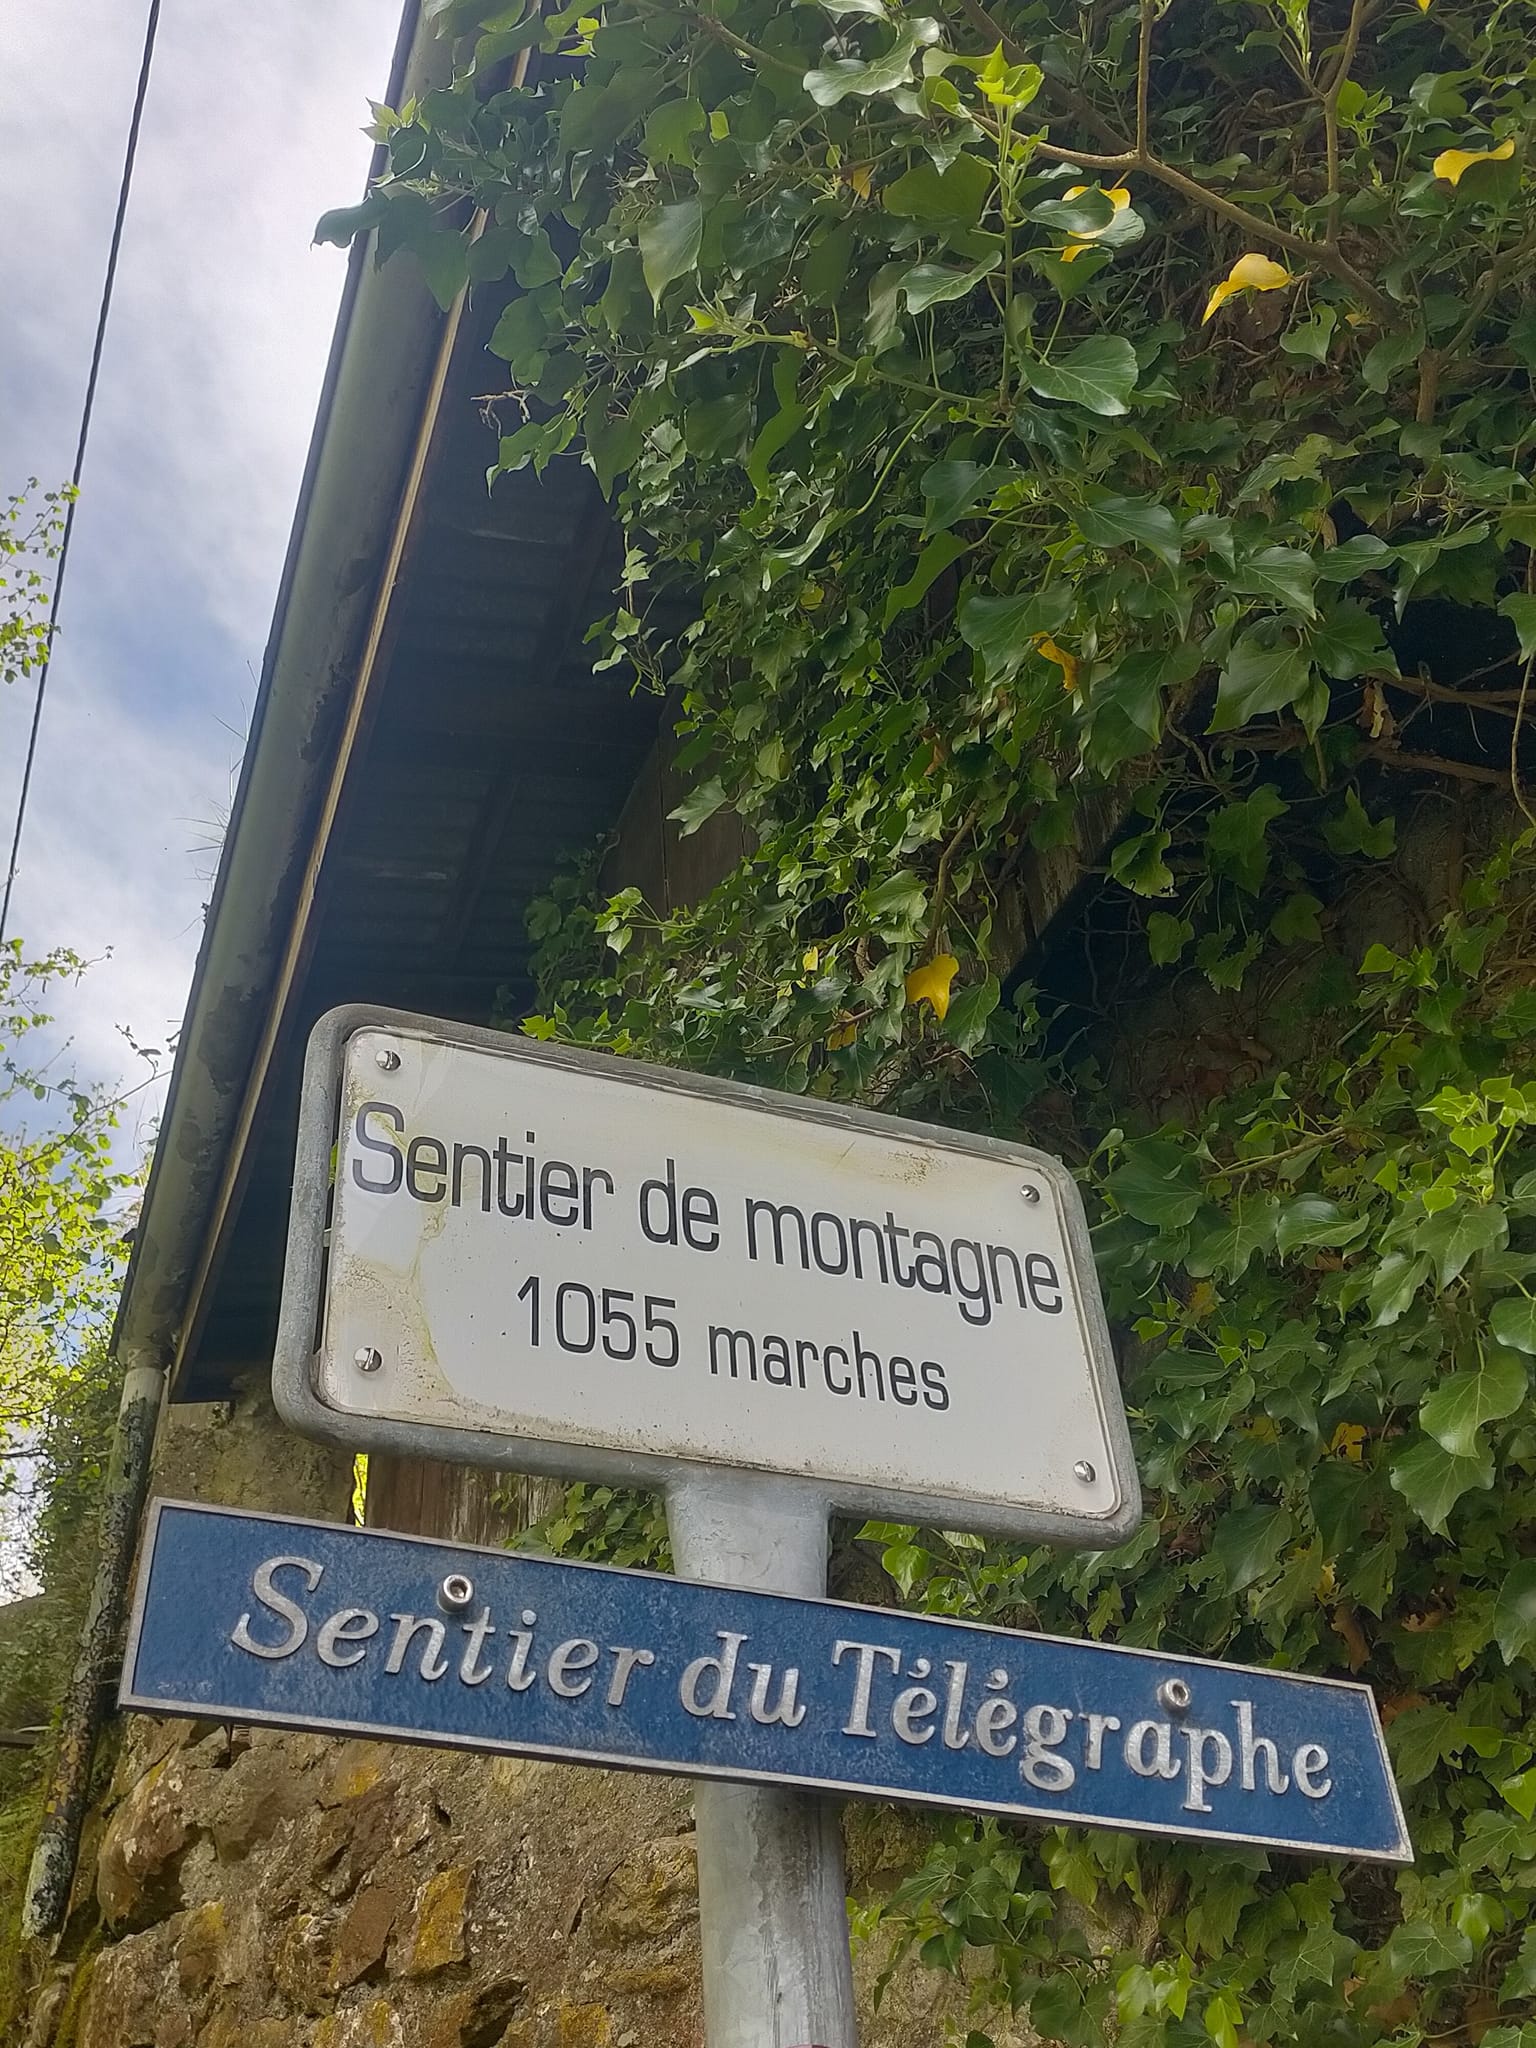 Sentier de montagne
1055 marches
Sentier du Télégraphe